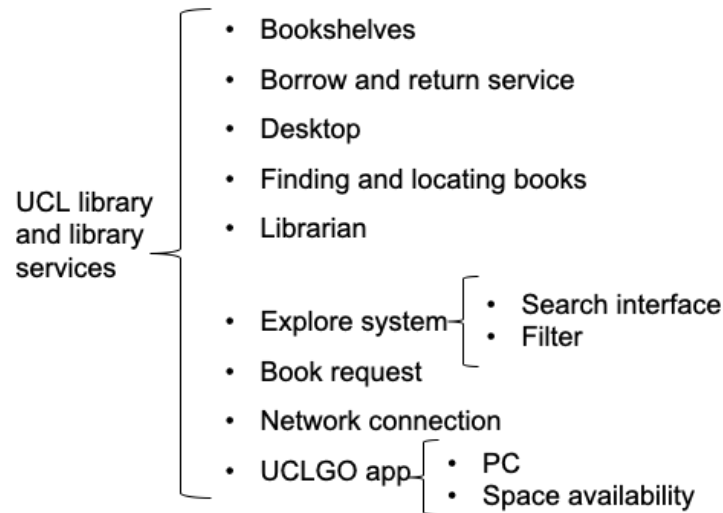 UCL library
and library
services
• Bookshelves
• Borrow and return service
• Desktop
• Finding and locating books
• Librarian
• Explore system
• Search interface
• Filter
• Book request
• Network connection
• UCLGO app
• PC
• Space availability